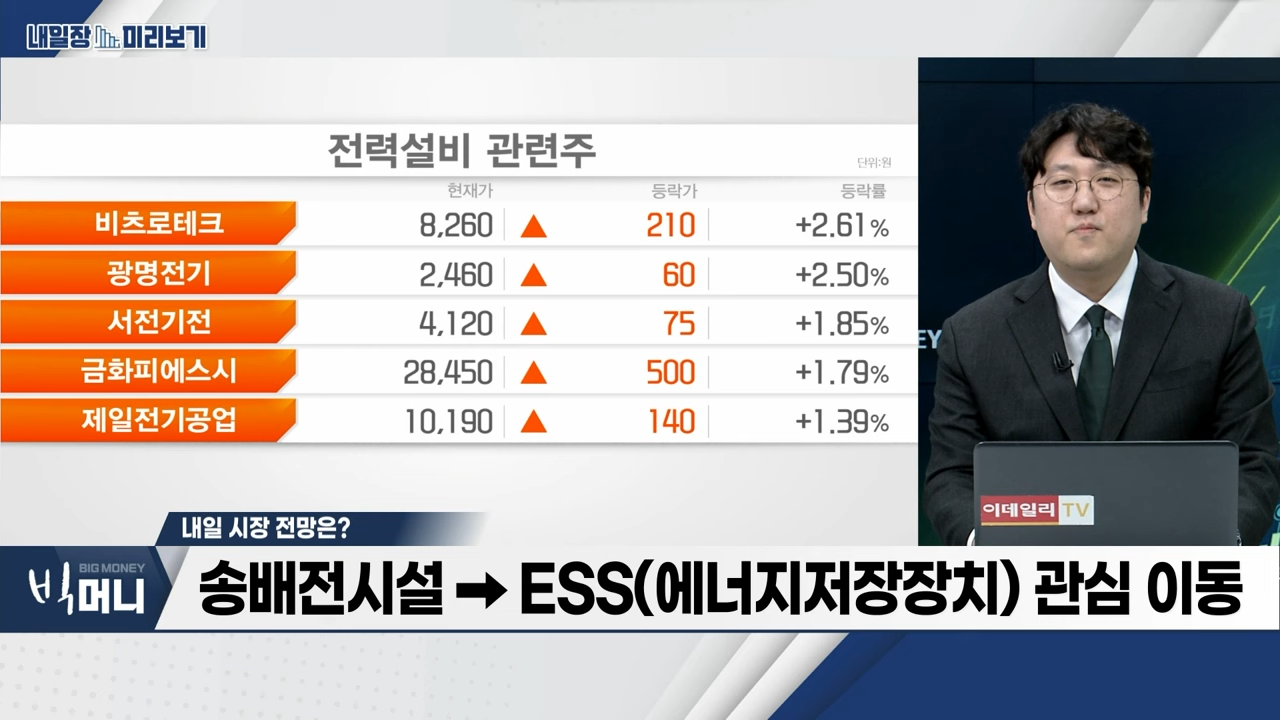 내일장 미리보기
전력설비 관련주
단위:원
현재가 등락가 등락률
비츠로테크 8,260 ▲ 210 +2.61%
광명전기 2,460 ▲ 60 +2.50%
서전기전 4,120 ▲ 75 +1.85%
금화피에스시 28,450 ▲ 500 +1.79%
제일전기공업 10,190 ▲ 140 +1.39%
EY
이데일리 TV
내일 시장 전망은?
BIG MONEY
빅머니
송배전시설 ➡ ESS(에너지저장장치) 관심 이동